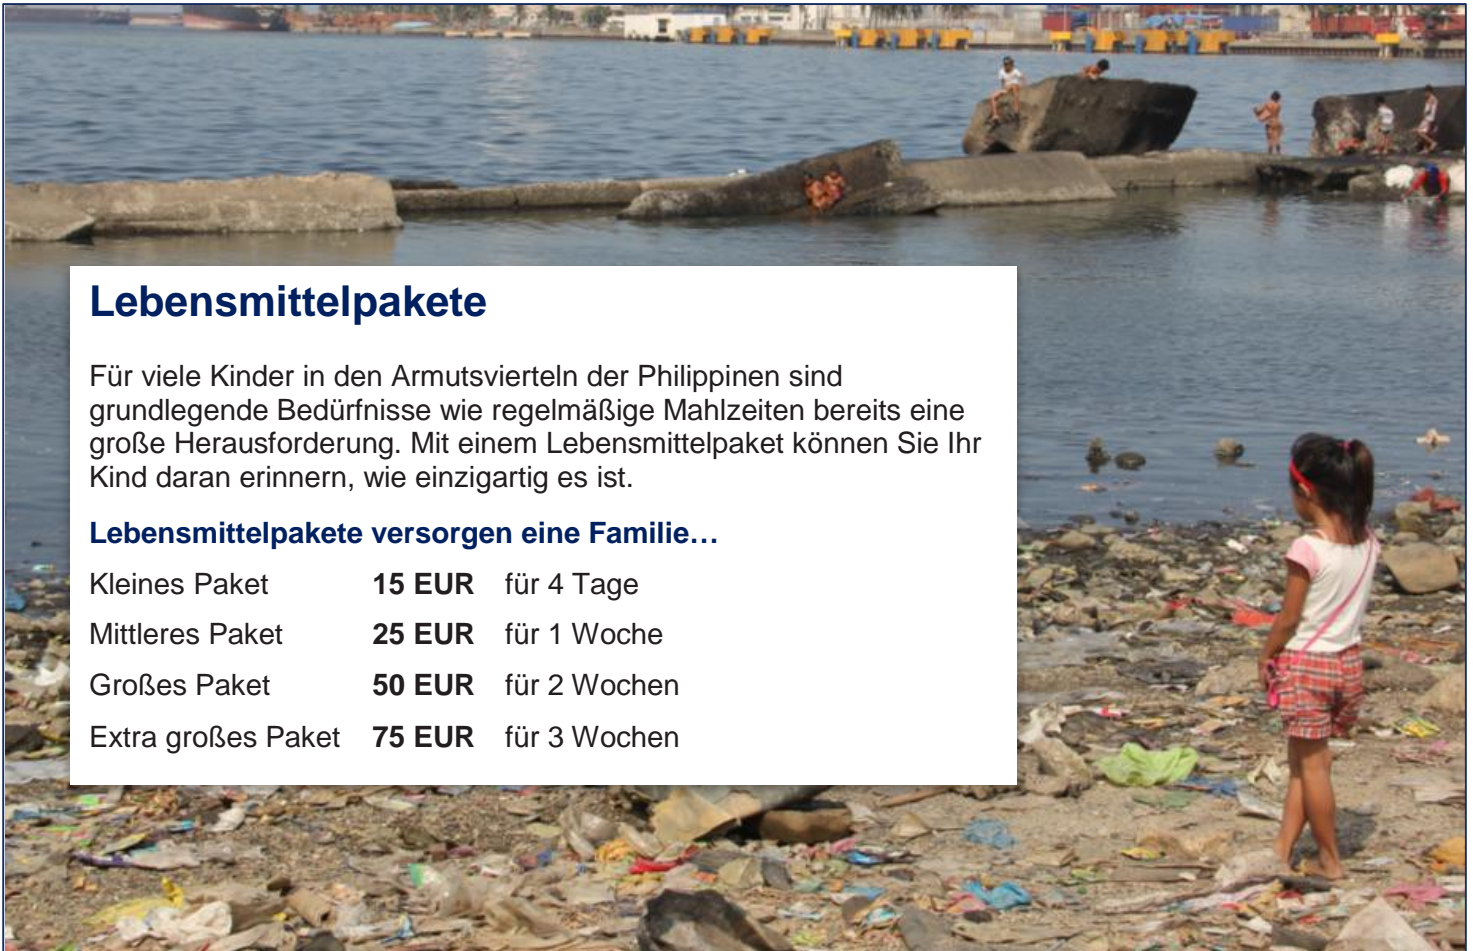 Lebensmittelpakete
Für viele Kinder in den Armutsvierteln der Philippinen sind
grundlegende Bedürfnisse wie regelmäßige Mahlzeiten bereits eine
große Herausforderung. Mit einem Lebensmittelpaket können Sie Ihr
Kind daran erinnern, wie einzigartig es ist.
Lebensmittelpakete versorgen eine Familie…
Kleines Paket 15 EUR für 4 Tage
Mittleres Paket 25 EUR für 1 Woche
Großes Paket 50 EUR für 2 Wochen
Extra großes Paket 75 EUR für 3 Wochen